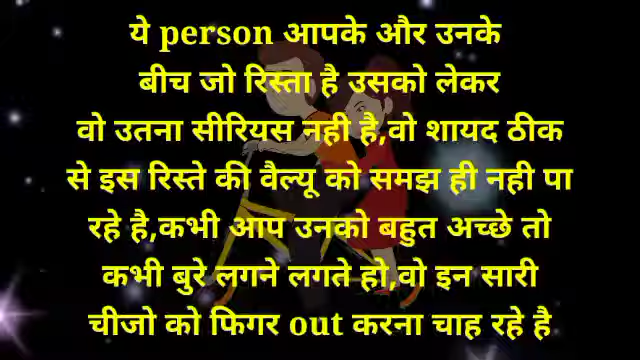 ये person आपके और उनके
बीच जो रिस्ता है उसको लेकर
वो उतना सीरियस नही है,वो शायद ठीक
से इस रिस्ते की वैल्यू को समझ ही नही पा
रहे है,कभी आप उनको बहुत अच्छे तो
कभी बुरे लगने लगते हो,वो इन सारी
चीजो को फिगर out करना चाह रहे है